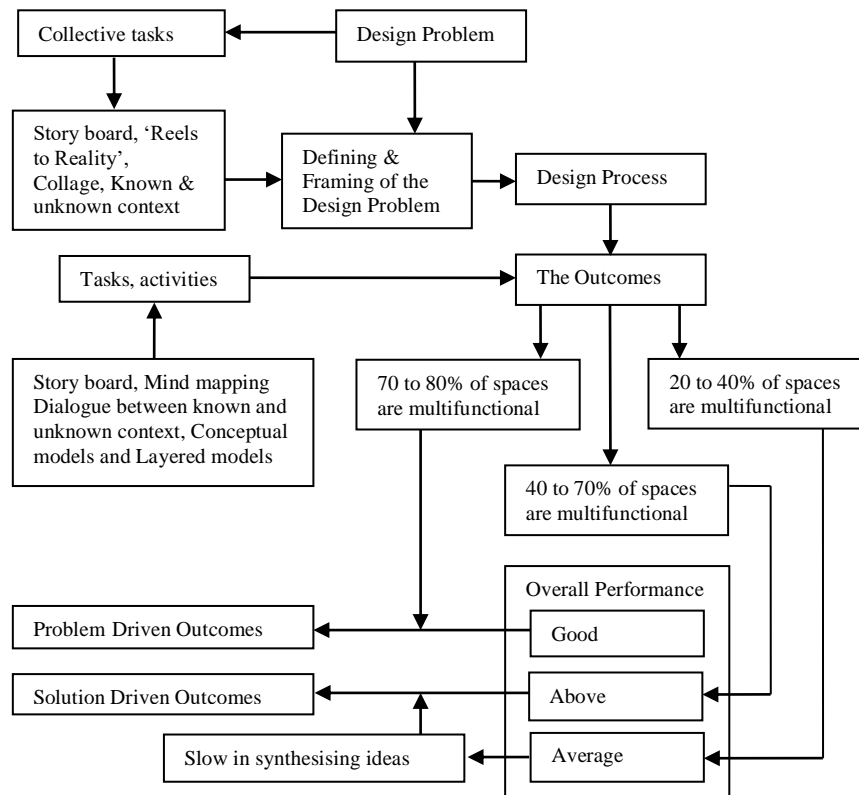 Collective tasks
Design Problem
Story board, ‘Reels
to Reality’,
Collage, Known &
unknown context
Defining &
Framing of the
Design Problem
Design Process
Tasks, activities
The Outcomes
Story board, Mind mapping
Dialogue between known and
unknown context, Conceptual
models and Layered models
70 to 80% of spaces
are multifunctional
20 to 40% of spaces
are multifunctional
40 to 70% of spaces
are multifunctional
Overall Performance
Problem Driven Outcomes
Good
Solution Driven Outcomes
Above
Slow in synthesising ideas
Average